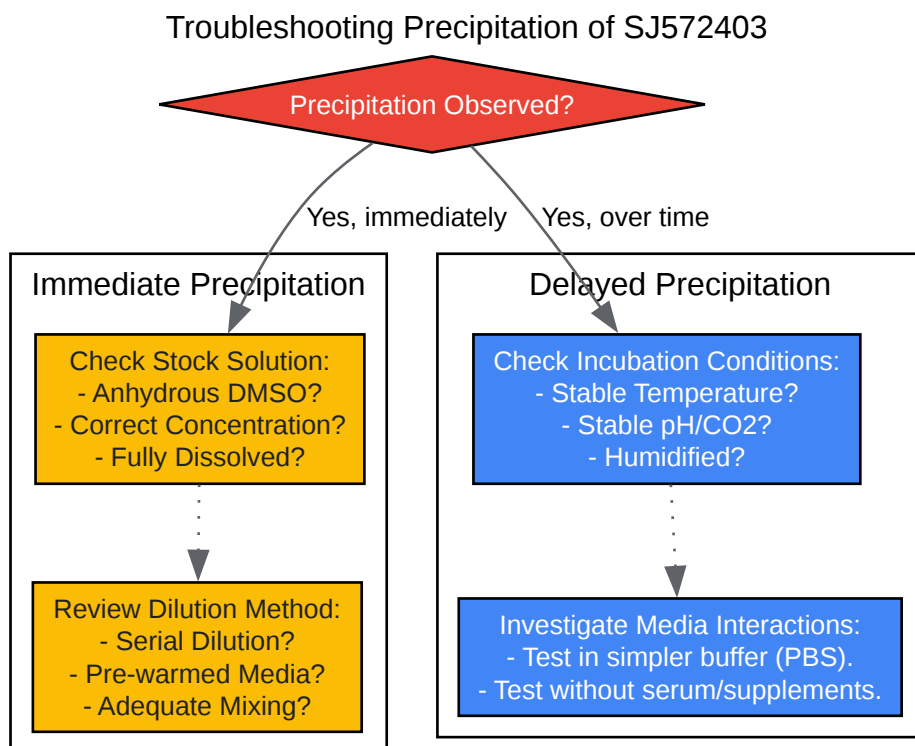 Troubleshooting Precipitation of SJ572403
Precipitation Observed?
Yes, immediately
Yes, over time
Immediate Precipitation
Check Stock Solution:
- Anhydrous DMSO?
- Correct Concentration?
- Fully Dissolved?
Review Dilution Method:
- Serial Dilution?
- Pre-warmed Media?
- Adequate Mixing?
Delayed Precipitation
Check Incubation Conditions:
- Stable Temperature?
- Stable pH/CO2?
- Humidified?
Investigate Media Interactions:
- Test in simpler buffer (PBS).
- Test without serum/supplements.